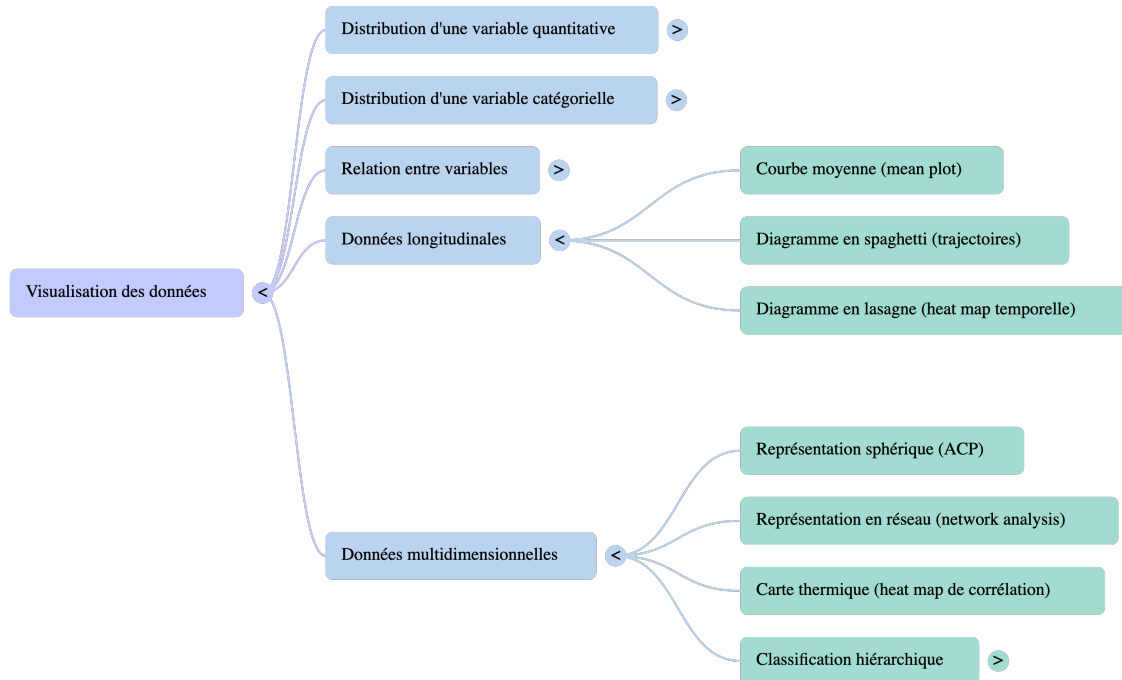 Distribution d'une variable quantitative >
Distribution d'une variable catégorielle >
Relation entre variables >
Courbe moyenne (mean plot)
Données longitudinales <
Diagramme en spaghetti (trajectoires)
Visualisation des données <
Diagramme en lasagne (heat map temporelle)
Représentation sphérique (ACP)
Représentation en réseau (network analysis)
Données multidimensionnelles <
Carte thermique (heat map de corrélation)
Classification hiérarchique >